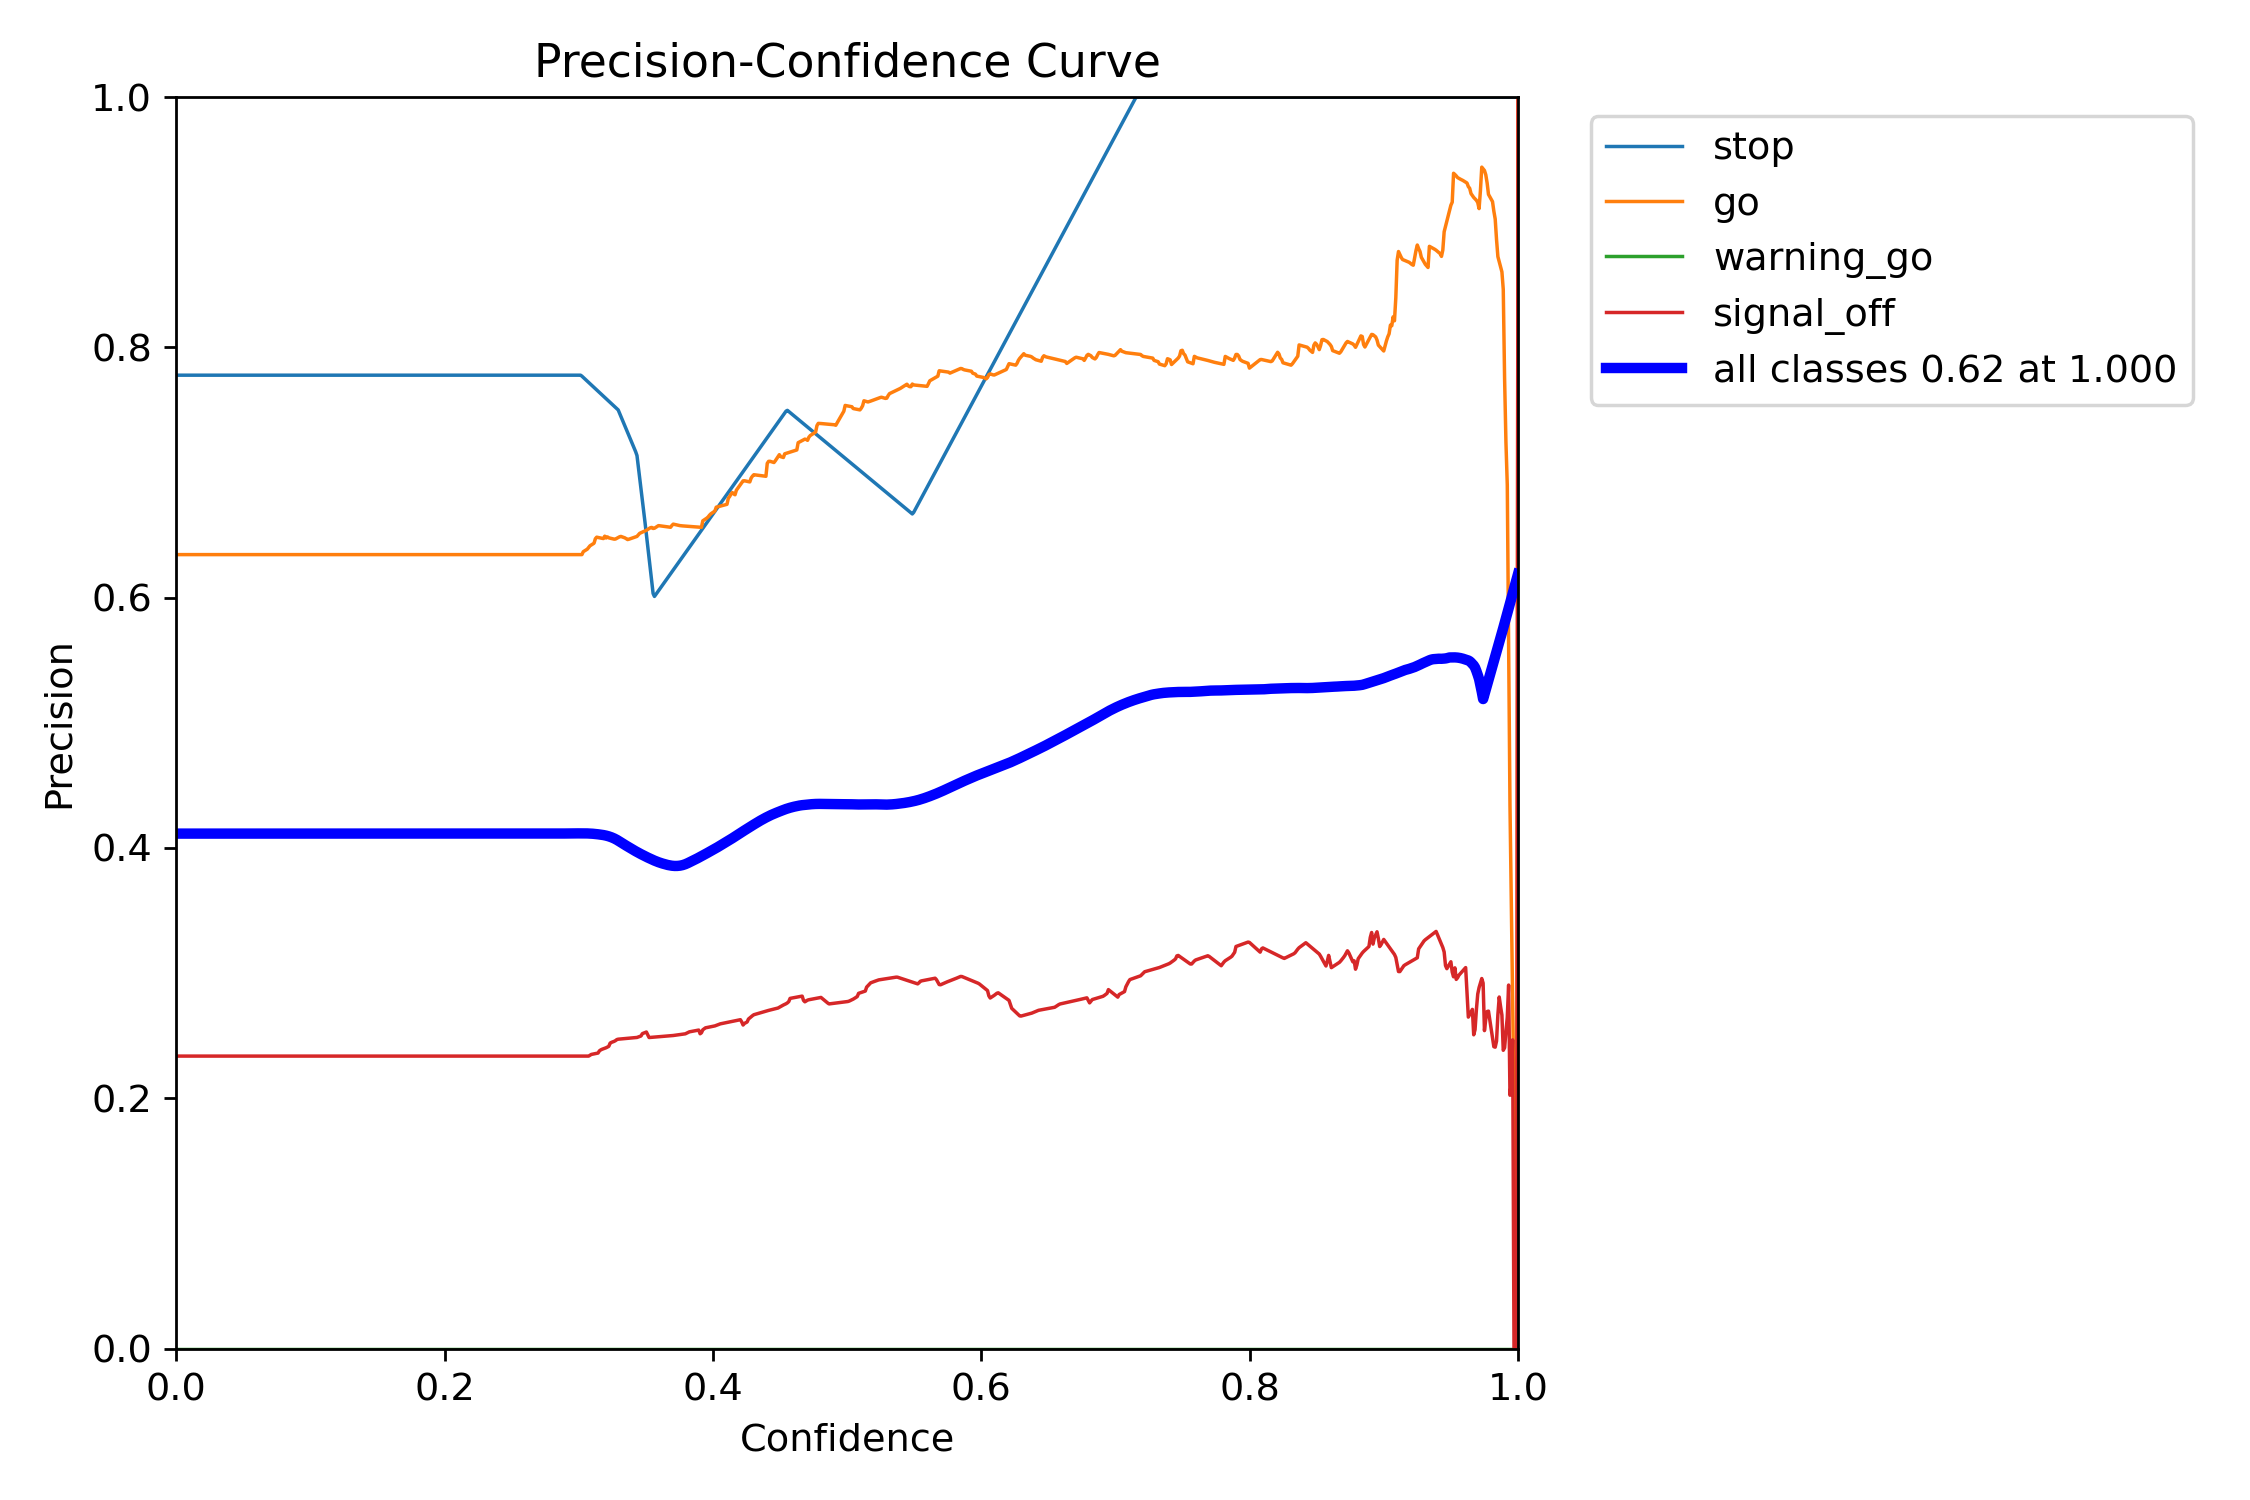 Precision-Confidence Curve
1.0
0.8
0.6
0.4
0.2
0.0
Precision
0.0 0.2 0.4 0.6 0.8 1.0
Confidence
stop
go
warning_go
signal_off
all classes 0.62 at 1.000